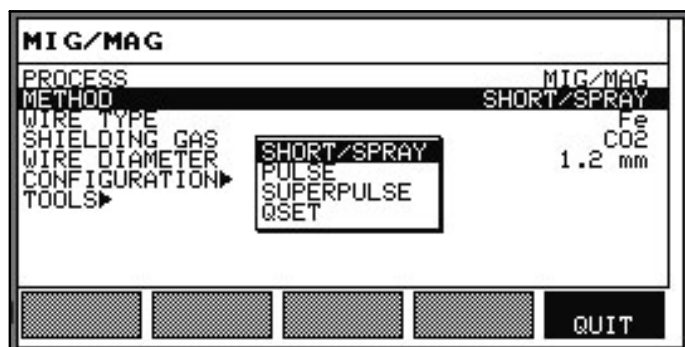 MIG/MAG
PROCESS MIG/MAG
METHOD SHORT/SPRAY
WIRE TYPE Fe
SHIELDING GAS CO2
WIRE DIAMETER 1.2 mm
CONFIGURATION▶
TOOLS▶
SHORT/SPRAY
PULSE
SUPERPULSE
QSET
QUIT